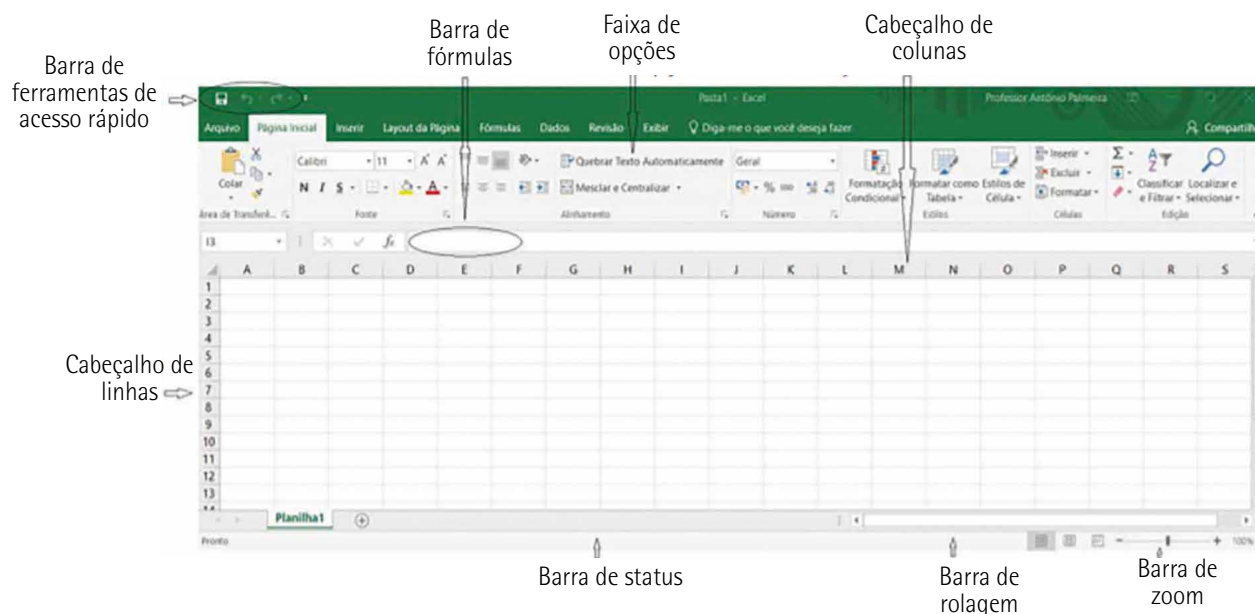 Barra de
fórmulas
Faixa de
opções
Cabeçalho de
colunas
Barra de
ferramentas de
acesso rápido
Pasta1 - Excel
Professor Antônio Palmeira
Arquivo
Página Inicial
Inserir
Layout da Página
Fórmulas
Dados
Revisão
Exibir
Diga-me o que você deseja fazer
Compartilh
Colar
Calibri
11
N I S
Quebrar Texto Automaticamente
Mesclar e Centralizar
Geral
% 000
Formatação
Condicional
Formatar como
Tabela
Estilos de
Célula
Inserir
Excluir
Formatar
Classificar
e Filtrar
Localizar e
Selecionar
Área de Transferê...
Fonte
Alinhamento
Número
Estilos
Células
Edição
I3
fx
A B C D E F G H I J K L M N O P Q R S
1
2
3
4
5
6
7
8
9
10
11
12
13
14
Cabeçalho de
linhas
Planilha1
Pronto
100%
Barra de status
Barra de
rolagem
Barra de
zoom